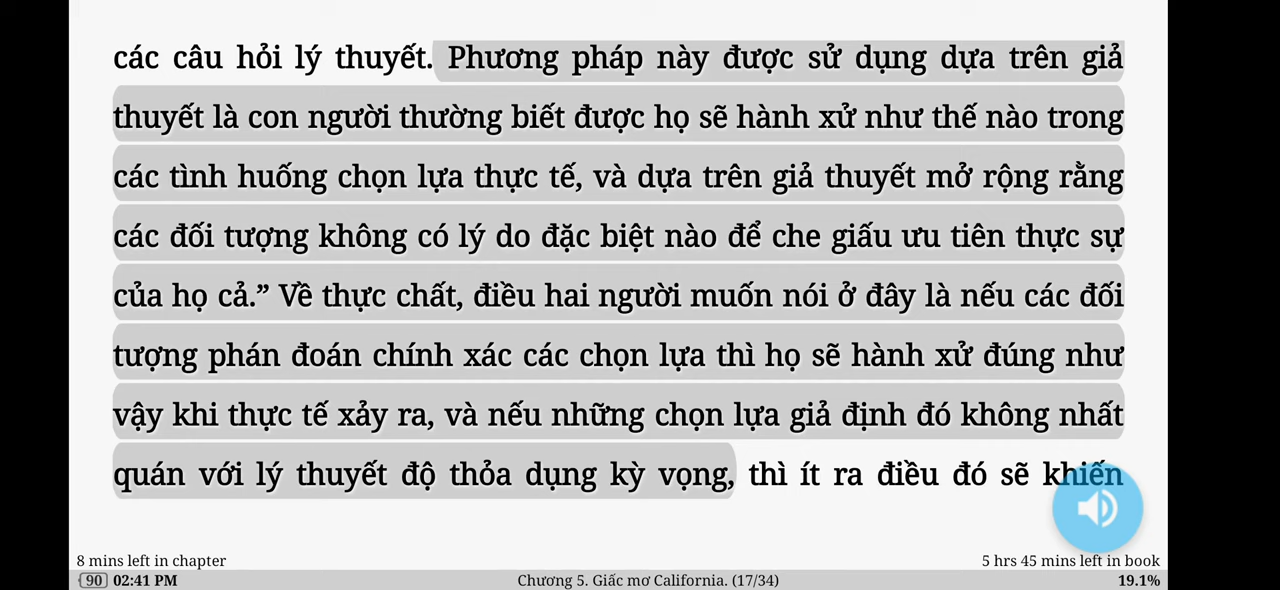 các câu hỏi lý thuyết. Phương pháp này được sử dụng dựa trên giả
thuyết là con người thường biết được họ sẽ hành xử như thế nào trong
các tình huống chọn lựa thực tế, và dựa trên giả thuyết mở rộng rằng
các đối tượng không có lý do đặc biệt nào để che giấu ưu tiên thực sự
của họ cả.” Về thực chất, điều hai người muốn nói ở đây là nếu các đối
tượng phán đoán chính xác các chọn lựa thì họ sẽ hành xử đúng như
vậy khi thực tế xảy ra, và nếu những chọn lựa giả định đó không nhất
quán với lý thuyết độ thỏa dụng kỳ vọng, thì ít ra điều đó sẽ khiến
8 mins left in chapter 5 hrs 45 mins left in book
90 02:41 PM Chương 5. Giấc mơ California. (17/34) 19.1%